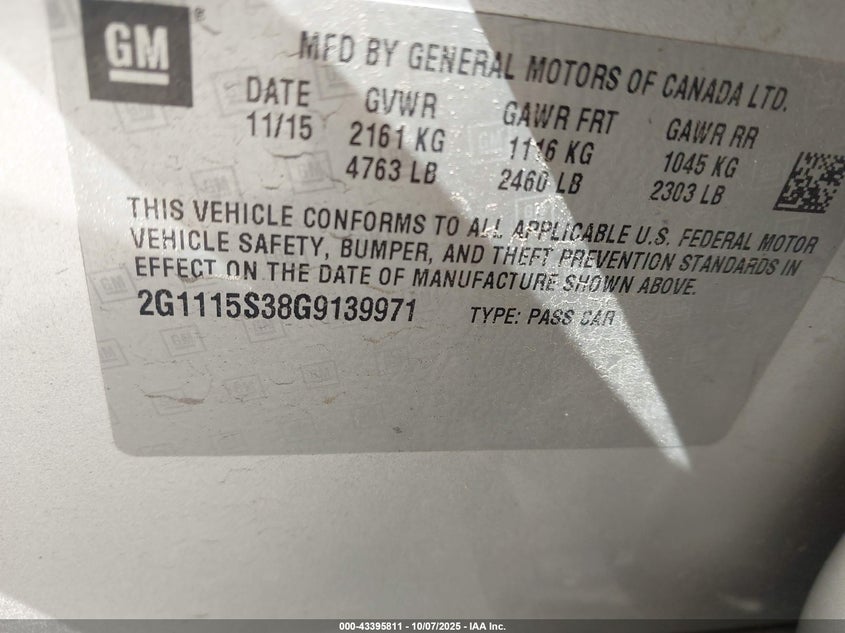 GM ®
MFD BY GENERAL MOTORS OF CANADA LTD.
DATE GVWR GAWR FRT GAWR RR
11/15 2161 KG 1116 KG 1045 KG
4763 LB 2460 LB 2303 LB
THIS VEHICLE CONFORMS TO ALL APPLICABLE U.S. FEDERAL MOTOR
VEHICLE SAFETY, BUMPER, AND THEFT PREVENTION STANDARDS IN
EFFECT ON THE DATE OF MANUFACTURE SHOWN ABOVE.
2G1115S38G9139971 TYPE: PASS CAR
000-43395811 - 10/07/2025 - IAA Inc.